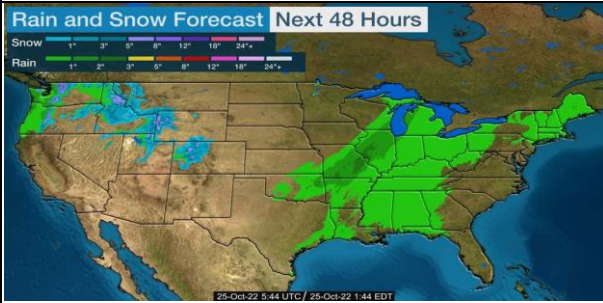 Rain and Snow Forecast Next 48 Hours
Snow 1" 3" 5" 8" 12" 18" 24"+
Rain 1" 2" 3" 5" 8" 12" 18" 24"+
25-Oct-22 5:44 UTC / 25-Oct-22 1:44 EDT